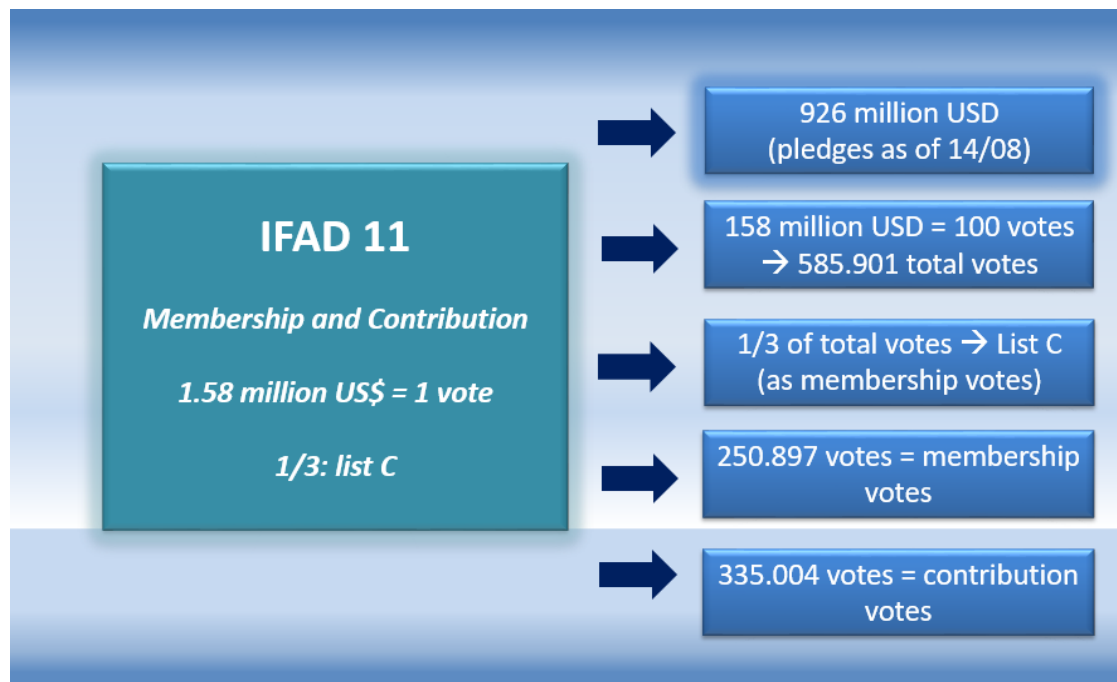 IFAD 11
Membership and Contribution
1.58 million US$ = 1 vote
1/3: list C
926 million USD
(pledges as of 14/08)
158 million USD = 100 votes
→ 585.901 total votes
1/3 of total votes → List C
(as membership votes)
250.897 votes = membership
votes
335.004 votes = contribution
votes